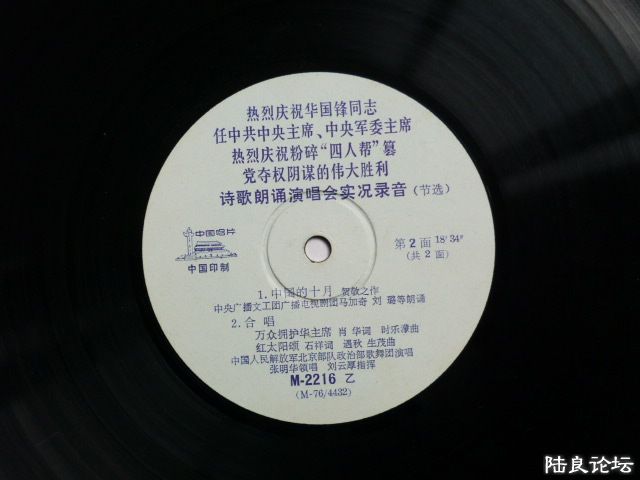 热烈庆祝华国锋同志
任中共中央主席、中央军委主席
热烈庆祝粉碎“四人帮”篡
党夺权阴谋的伟大胜利
诗歌朗诵演唱会实况录音（节选）
中国唱片
中国印制
第2面 18′34″
（共2面）
1.中国的十月 贺敬之作
中央广播文工团广播电视剧团马加奇 刘 璐等朗诵
2.合唱
万众拥护华主席 肖 华词 时乐濛曲
红太阳颂 石祥词 遇秋 生茂曲
中国人民解放军北京部队政治部歌舞团演唱
张明华领唱 刘云厚指挥
M-2216 乙
(M-76/4432)
陆良论坛